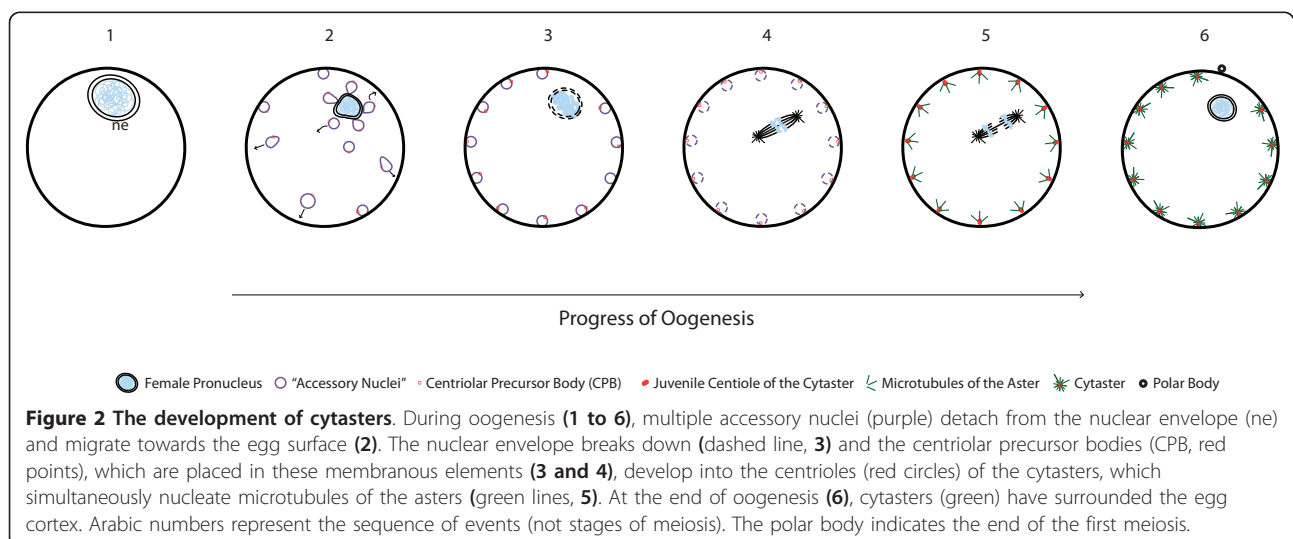 1 2 3 4 5 6
ne
Progress of Oogenesis
Female Pronucleus "Accessory Nuclei" Centriolar Precursor Body (CPB) Juvenile Centiole of the Cytaster Microtubules of the Aster Cytaster Polar Body
Figure 2 The development of cytasters. During oogenesis (1 to 6), multiple accessory nuclei (purple) detach from the nuclear envelope (ne)
and migrate towards the egg surface (2). The nuclear envelope breaks down (dashed line, 3) and the centriolar precursor bodies (CPB, red
points), which are placed in these membranous elements (3 and 4), develop into the centrioles (red circles) of the cytasters, which
simultaneously nucleate microtubules of the asters (green lines, 5). At the end of oogenesis (6), cytasters (green) have surrounded the egg
cortex. Arabic numbers represent the sequence of events (not stages of meiosis). The polar body indicates the end of the first meiosis.